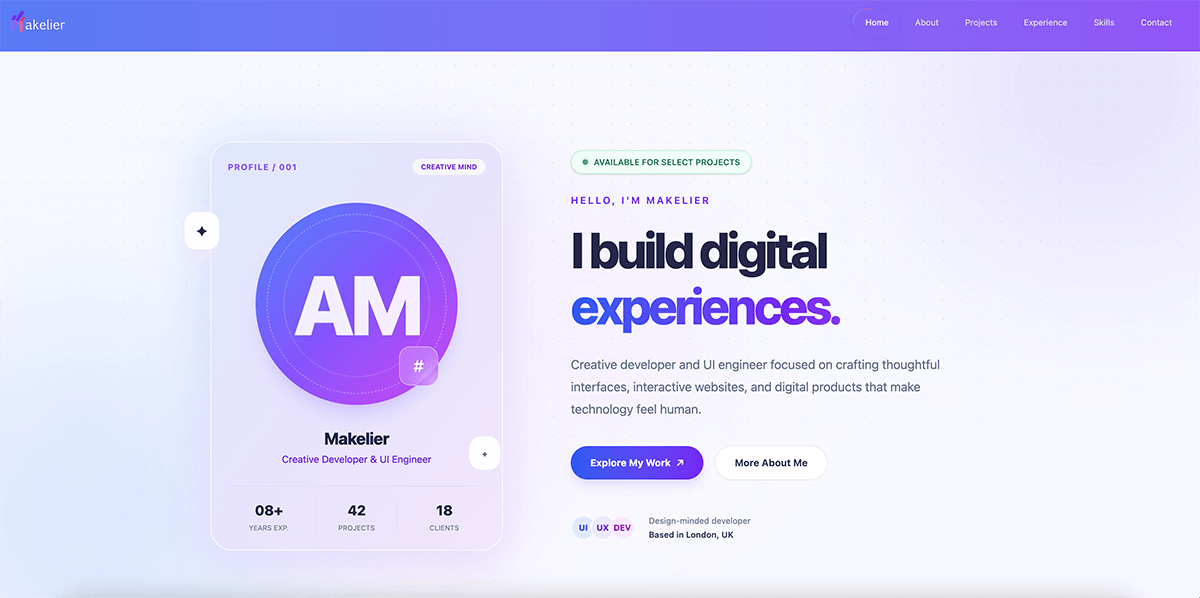 Makelier
Home About Projects Experience Skills Contact
PROFILE / 001
CREATIVE MIND
AM
#
Makelier
Creative Developer & UI Engineer
08+ 42 18
YEARS EXP. PROJECTS CLIENTS
AVAILABLE FOR SELECT PROJECTS
HELLO, I'M MAKELIER
I build digital
experiences.
Creative developer and UI engineer focused on crafting thoughtful
interfaces, interactive websites, and digital products that make
technology feel human.
Explore My Work ↗ More About Me
UI UX DEV
Design-minded developer
Based in London, UK